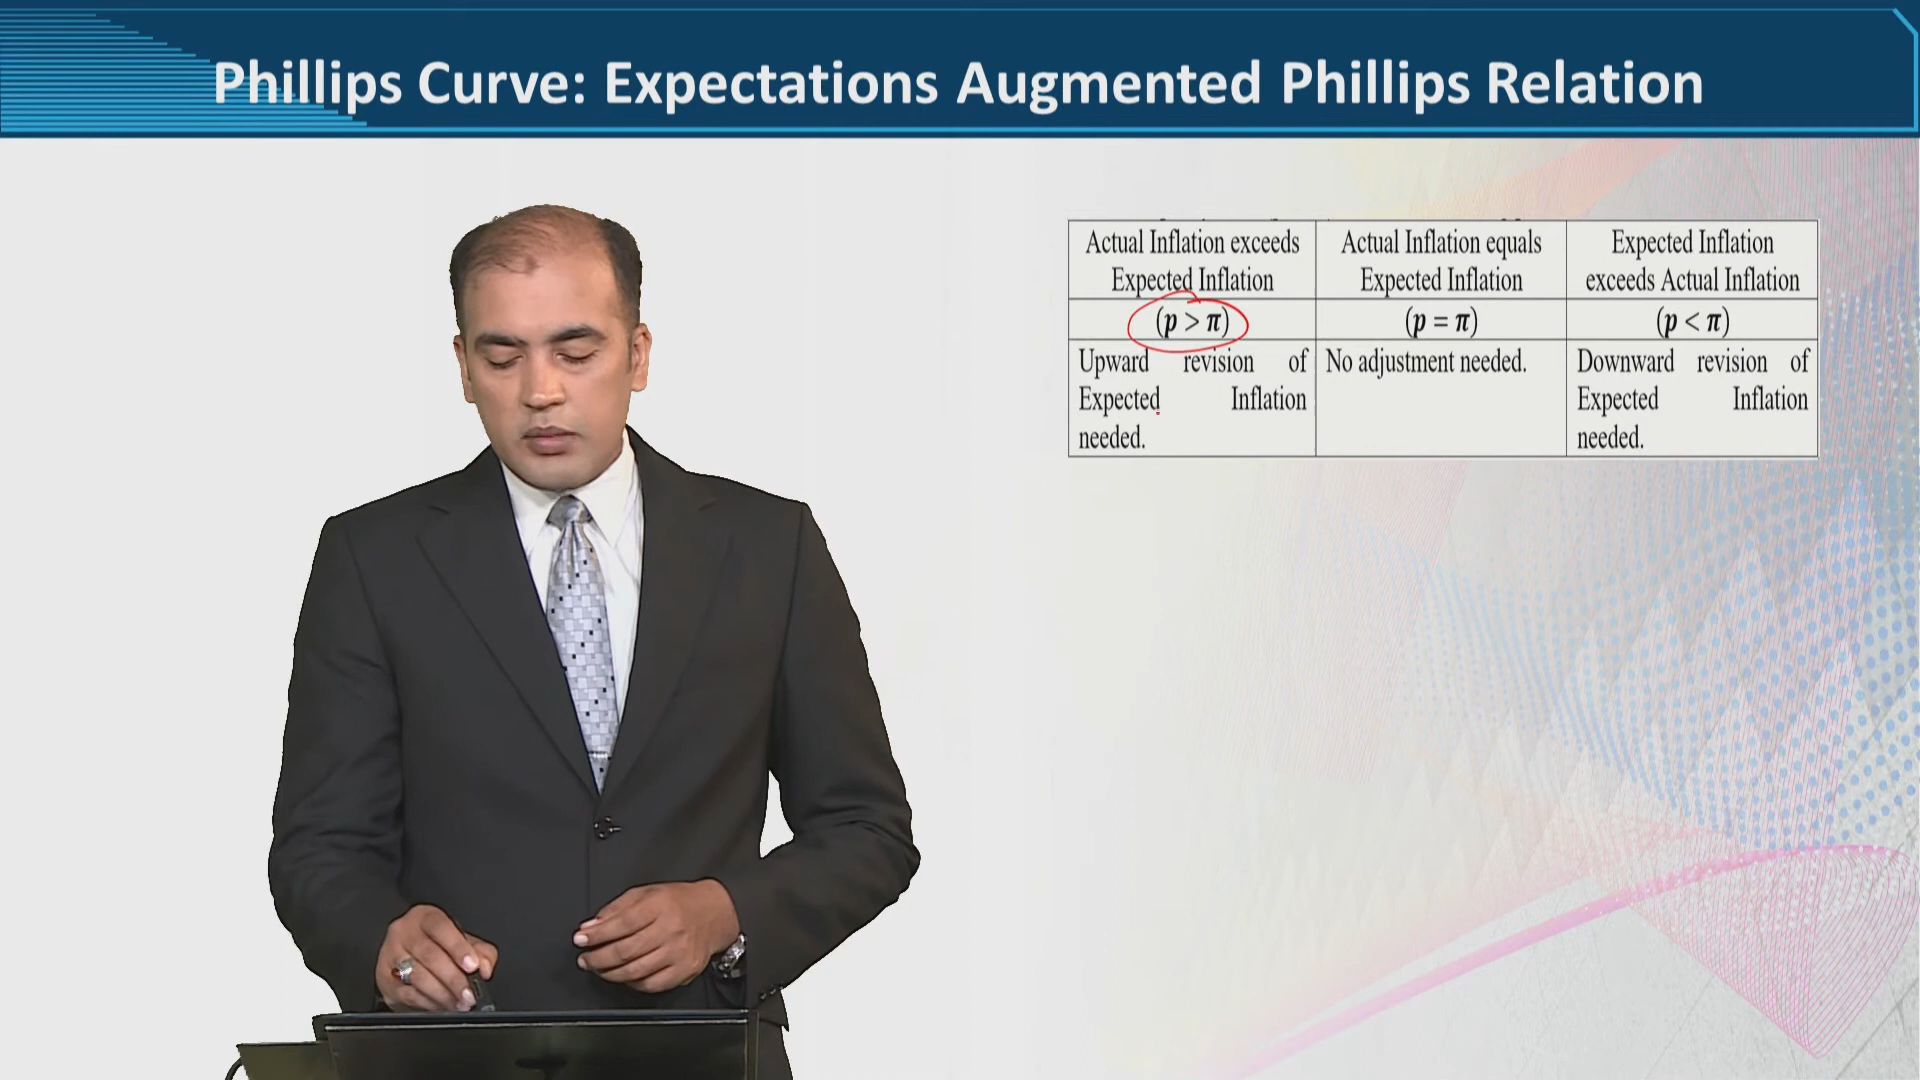 Phillips Curve: Expectations Augmented Phillips Relation
Actual Inflation exceeds
Expected Inflation
Actual Inflation equals
Expected Inflation
Expected Inflation
exceeds Actual Inflation
(p > π)
(p = π)
(p < π)
Upward revision of
Expected Inflation
needed.
No adjustment needed.
Downward revision of
Expected Inflation
needed.